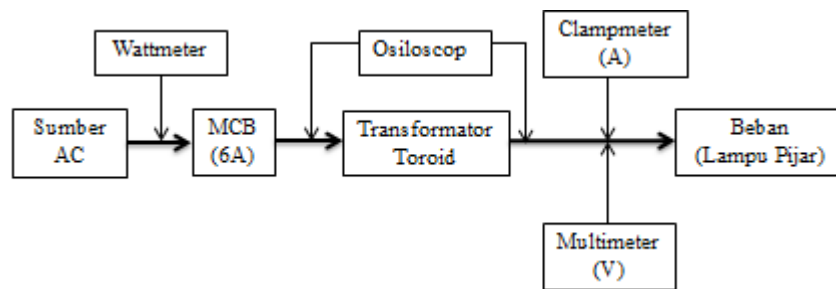 Wattmeter
Osiloscop
Clampmeter
(A)
Sumber
AC
MCB
(6A)
Transformator
Toroid
Beban
(Lampu Pijar)
Multimeter
(V)